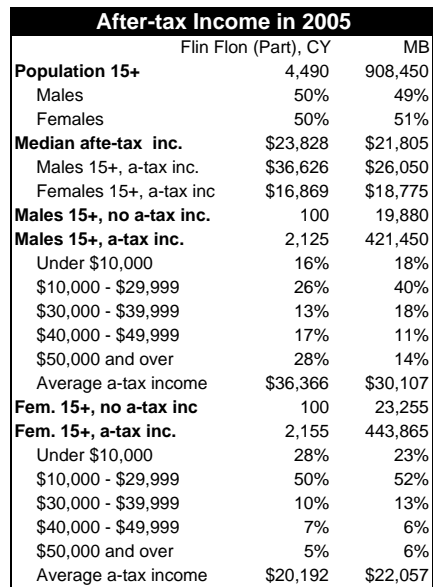 After-tax Income in 2005
Flin Flon (Part), CY MB
Population 15+ 4,490 908,450
Males 50% 49%
Females 50% 51%
Median afte-tax inc. $23,828 $21,805
Males 15+, a-tax inc. $36,626 $26,050
Females 15+, a-tax inc $16,869 $18,775
Males 15+, no a-tax inc. 100 19,880
Males 15+, a-tax inc. 2,125 421,450
Under $10,000 16% 18%
$10,000 - $29,999 26% 40%
$30,000 - $39,999 13% 18%
$40,000 - $49,999 17% 11%
$50,000 and over 28% 14%
Average a-tax income $36,366 $30,107
Fem. 15+, no a-tax inc 100 23,255
Fem. 15+, a-tax inc. 2,155 443,865
Under $10,000 28% 23%
$10,000 - $29,999 50% 52%
$30,000 - $39,999 10% 13%
$40,000 - $49,999 7% 6%
$50,000 and over 5% 6%
Average a-tax income $20,192 $22,057